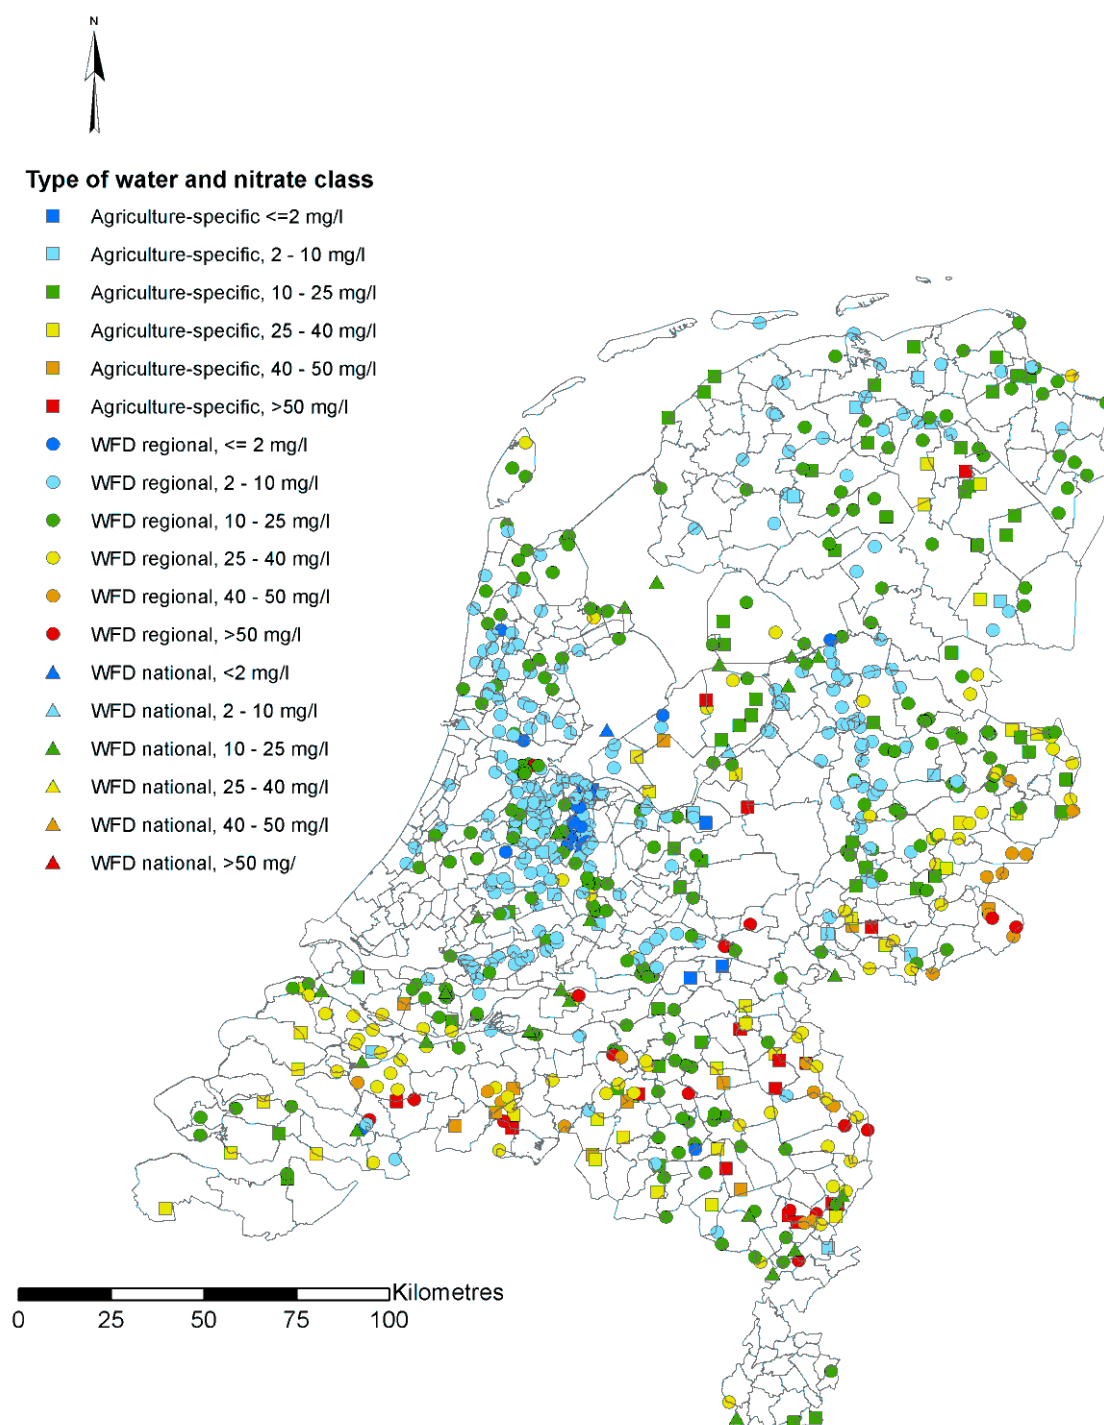 N
Type of water and nitrate class
Agriculture-specific <=2 mg/l
Agriculture-specific, 2 - 10 mg/l
Agriculture-specific, 10 - 25 mg/l
Agriculture-specific, 25 - 40 mg/l
Agriculture-specific, 40 - 50 mg/l
Agriculture-specific, >50 mg/l
WFD regional, <= 2 mg/l
WFD regional, 2 - 10 mg/l
WFD regional, 10 - 25 mg/l
WFD regional, 25 - 40 mg/l
WFD regional, 40 - 50 mg/l
WFD regional, >50 mg/l
WFD national, <2 mg/l
WFD national, 2 - 10 mg/l
WFD national, 10 - 25 mg/l
WFD national, 25 - 40 mg/l
WFD national, 40 - 50 mg/l
WFD national, >50 mg/
Kilometres
0 25 50 75 100